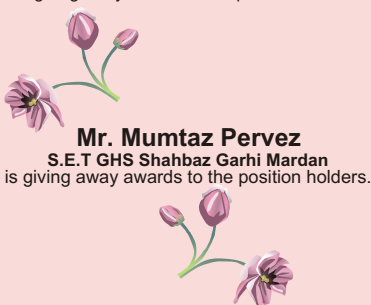 Mr. Mumtaz Pervez
S.E.T GHS Shahbaz Garhi Mardan
is giving away awards to the position holders.